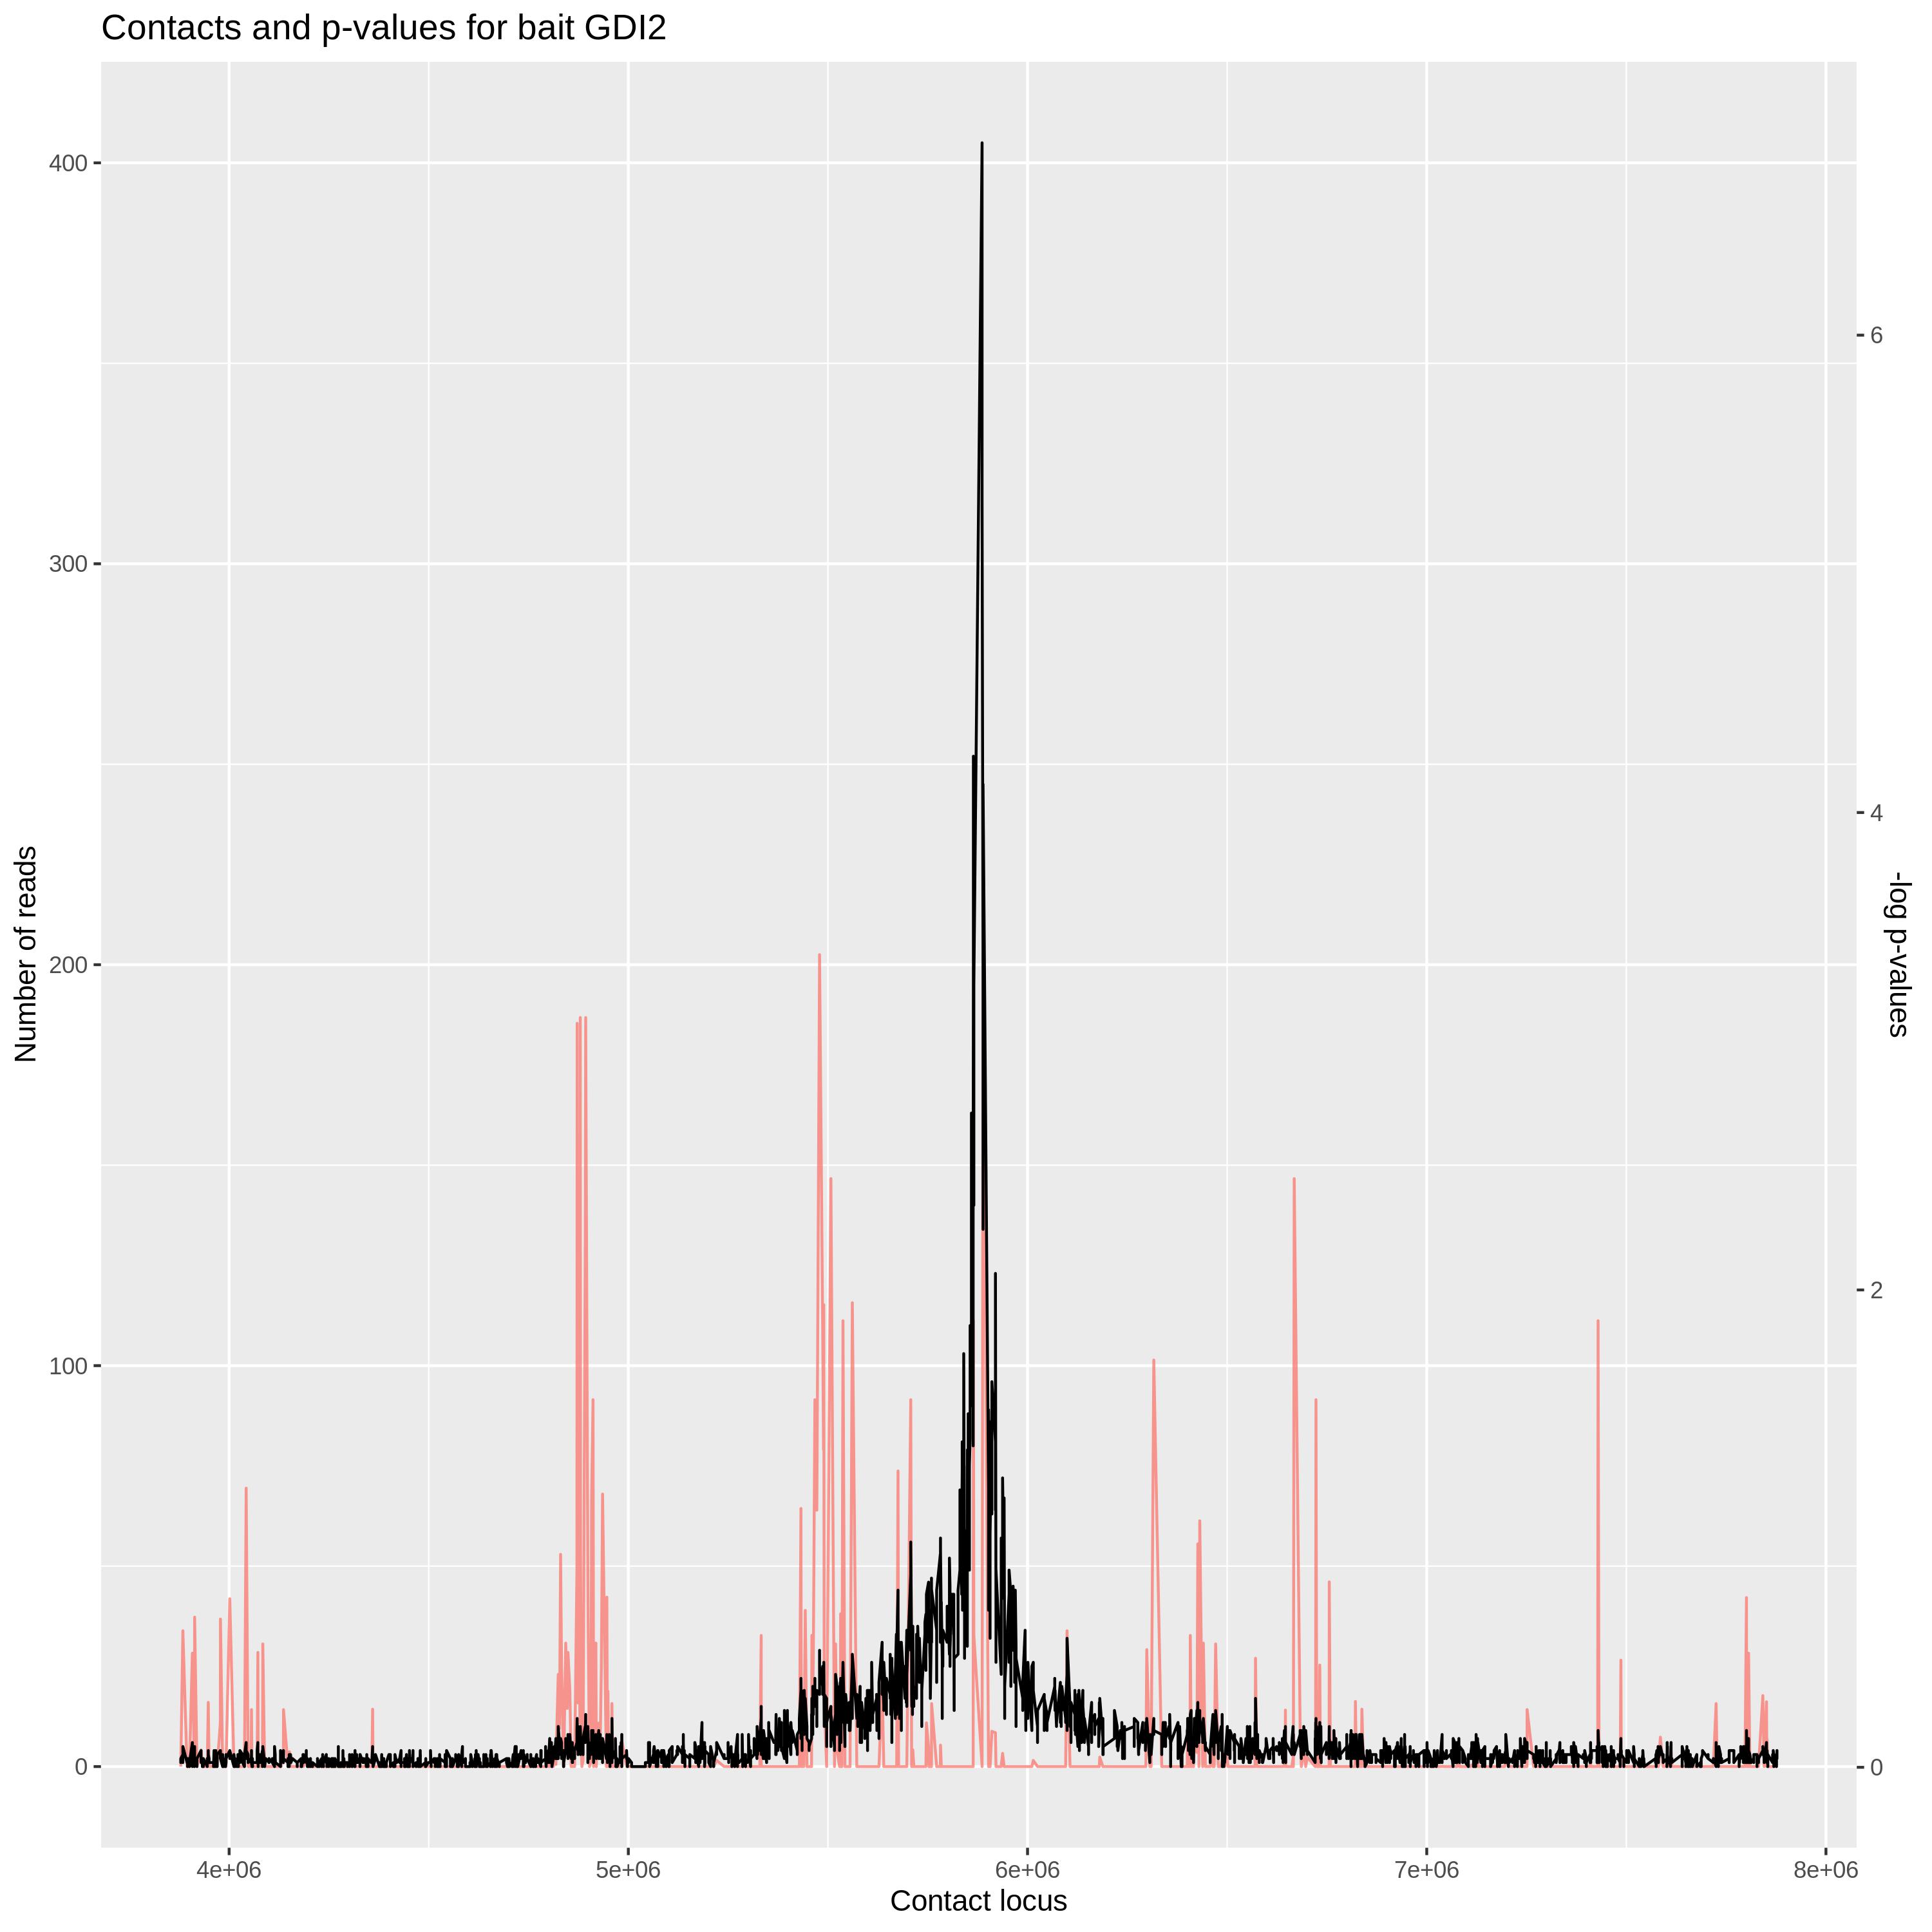 Contacts and p-values for bait GDI2
400
300
200
100
0
6
4
2
0
Number of reads
-log p-values
4e+06
5e+06
6e+06
7e+06
8e+06
Contact locus